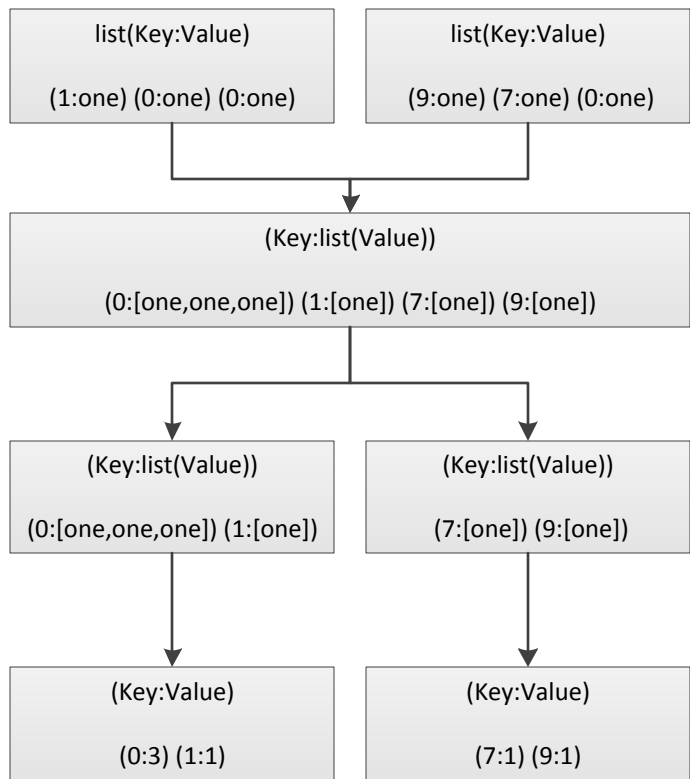 list(Key:Value)
(1:one) (0:one) (0:one)
list(Key:Value)
(9:one) (7:one) (0:one)
(Key:list(Value))
(0:[one,one,one]) (1:[one]) (7:[one]) (9:[one])
(Key:list(Value))
(0:[one,one,one]) (1:[one])
(Key:list(Value))
(7:[one]) (9:[one])
(Key:Value)
(0:3) (1:1)
(Key:Value)
(7:1) (9:1)